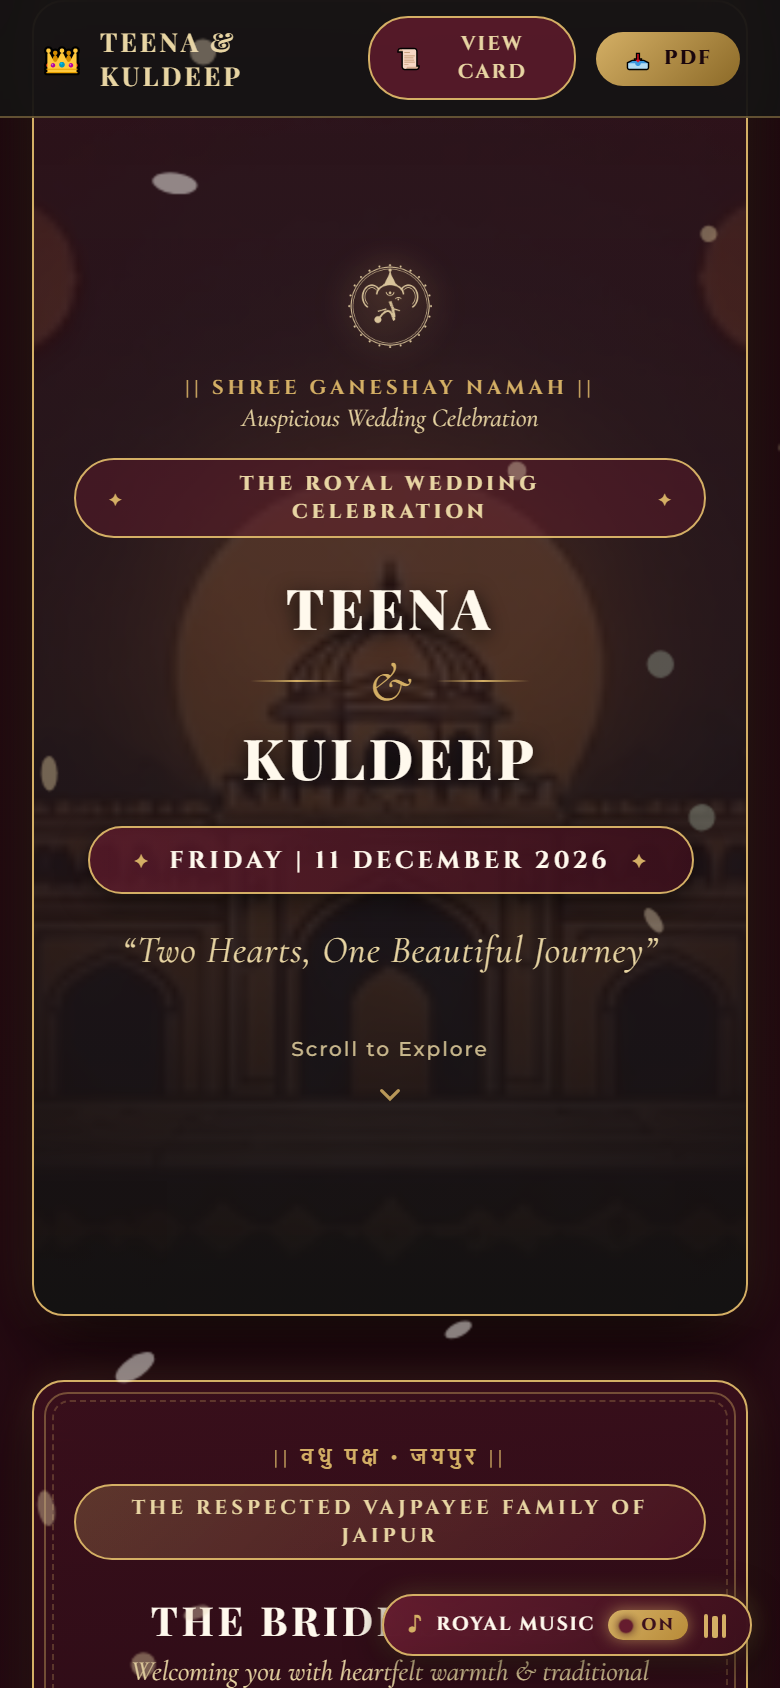 TEENA &
KULDEEP
VIEW
CARD
PDF
|| SHREE GANESHAY NAMAH ||
Auspicious Wedding Celebration
THE ROYAL WEDDING
CELEBRATION
TEENA
&
KULDEEP
FRIDAY | 11 DECEMBER 2026
“Two Hearts, One Beautiful Journey”
Scroll to Explore
|| वधु पक्ष • जयपुर ||
THE RESPECTED VAJPAYEE FAMILY OF
JAIPUR
THE
ROYAL MUSIC ON
Welcoming you with heartfelt warmth & traditional